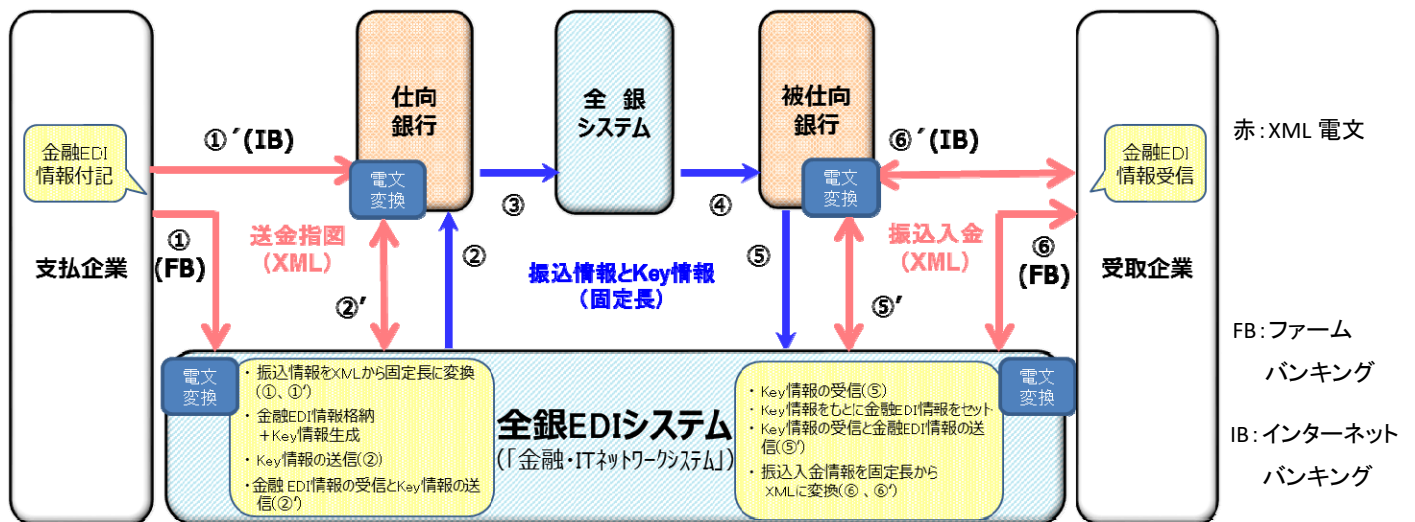 金融EDI
情報付記
支払企業
①´(IB)
①
(FB)
送金指図
(XML)
仕向
銀行
電文
変換
②
②’
③
全 銀
システム
④
振込情報とKey情報
(固定長)
被仕向
銀行
電文
変換
⑤
⑤’
⑥´(IB)
振込入金
(XML)
⑥
(FB)
金融EDI
情報受信
受取企業
電文
変換
・ 振込情報をXMLから固定長に変換
(①、①’)
・ 金融EDI情報格納
+Key情報生成
・ Key情報の送信(②)
・金融 EDI情報の受信とKey情報の送
信(②’)
全銀EDIシステム
(「金融・ITネットワークシステム」)
・ Key情報の受信(⑤)
・ Key情報をもとに金融EDI情報をセット
・ Key情報の受信と金融EDI情報の送
信(⑤’)
・ 振込入金情報を固定長から
XMLに変換(⑥ 、⑥’)
電文
変換
赤:XML 電文
FB:ファーム
バンキング
IB:インターネット
バンキング